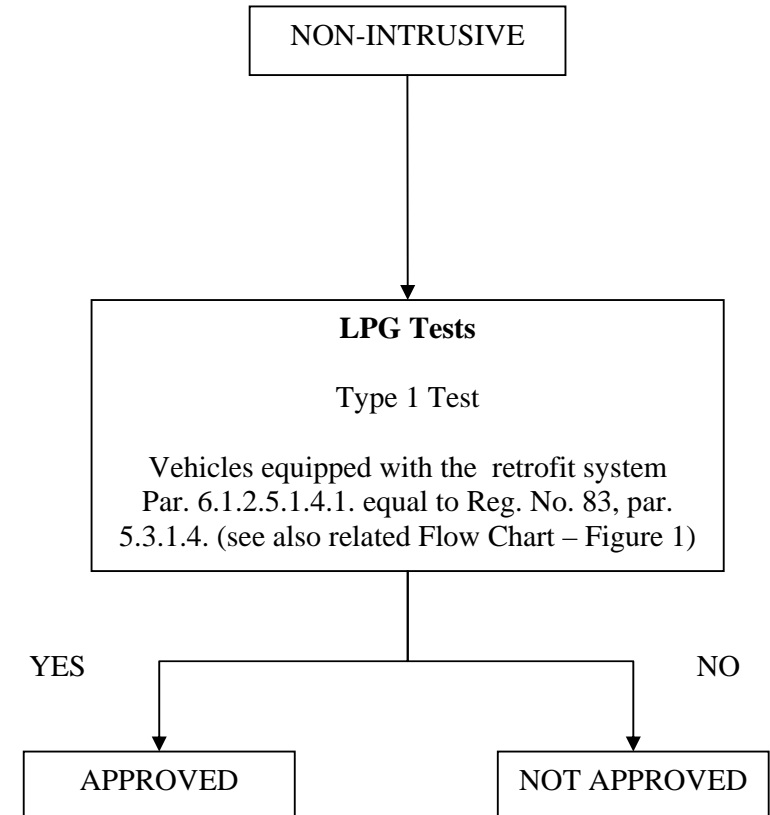 NON-INTRUSIVE
LPG Tests
Type 1 Test
Vehicles equipped with the retrofit system
Par. 6.1.2.5.1.4.1. equal to Reg. No. 83, par.
5.3.1.4. (see also related Flow Chart – Figure 1)
YES
NO
APPROVED
NOT APPROVED